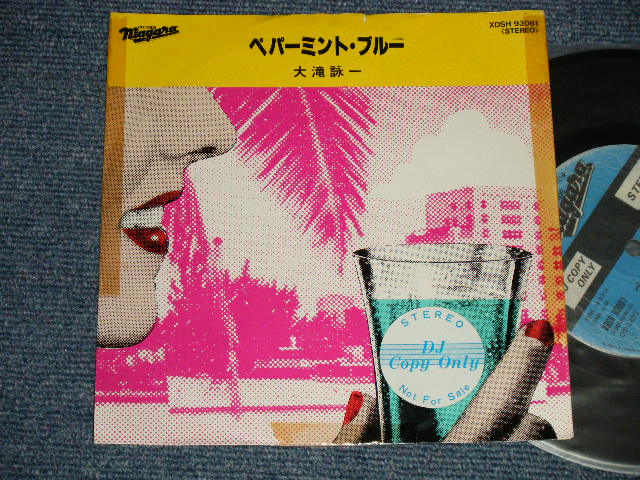 Niagara
ペパーミント・ブルー
大滝詠一
XDSH 93081
(STEREO)
STEREO
DJ
Copy Only
Not For Sale
Niagara
COPY
ONLY